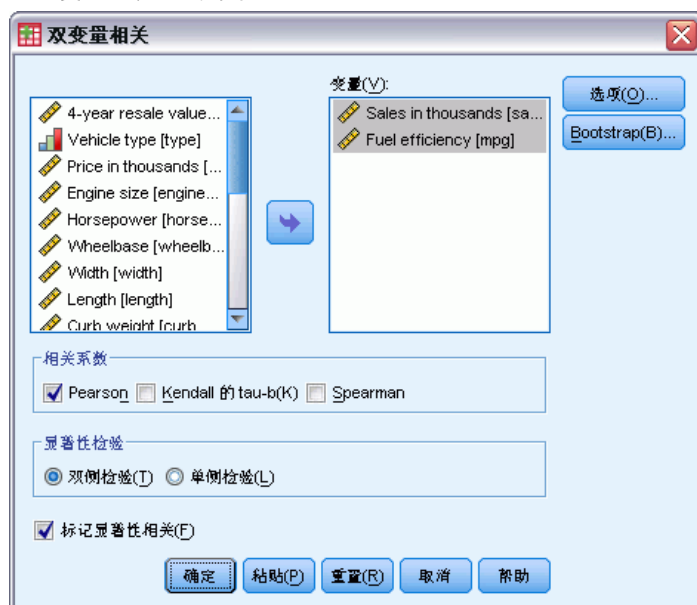 双变量相关
变量(V):
4-year resale value...
Vehicle type [type]
Price in thousands [...
Engine size [engine...
Horsepower [horse...
Wheelbase [wheelb...
Width [width]
Length [length]
Curb weight [curb
Sales in thousands [sa...
Fuel efficiency [mpg]
选项(O)...
Bootstrap(B)...
相关系数
Pearson Kendall 的 tau-b(K) Spearman
显著性检验
双侧检验(T) 单侧检验(L)
标记显著性相关(F)
确定 粘贴(P) 重置(R) 取消 帮助